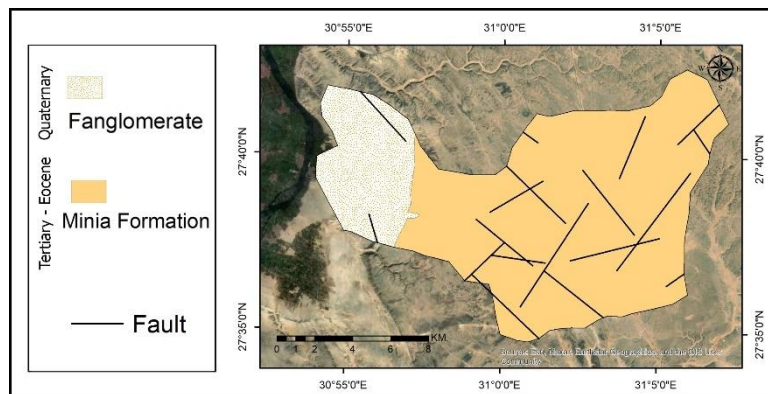 30°55'0"E 31°0'0"E 31°5'0"E
Quaternary
Fanglomerate
Tertiary - Eocene
Minia Formation
Fault
27°40'0"N
27°35'0"N
27°40'0"N
27°35'0"N
W E
S
0 1 2 4 6 8
KM
Community
30°55'0"E 31°0'0"E 31°5'0"E